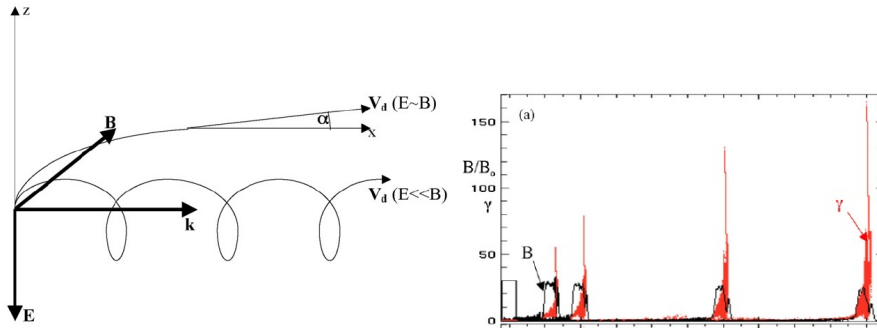 z
V_d (E~B)
α
x
B
V_d (E<<B)
k
E
(a)
150
B/B_o
100
γ
γ
B
50
0